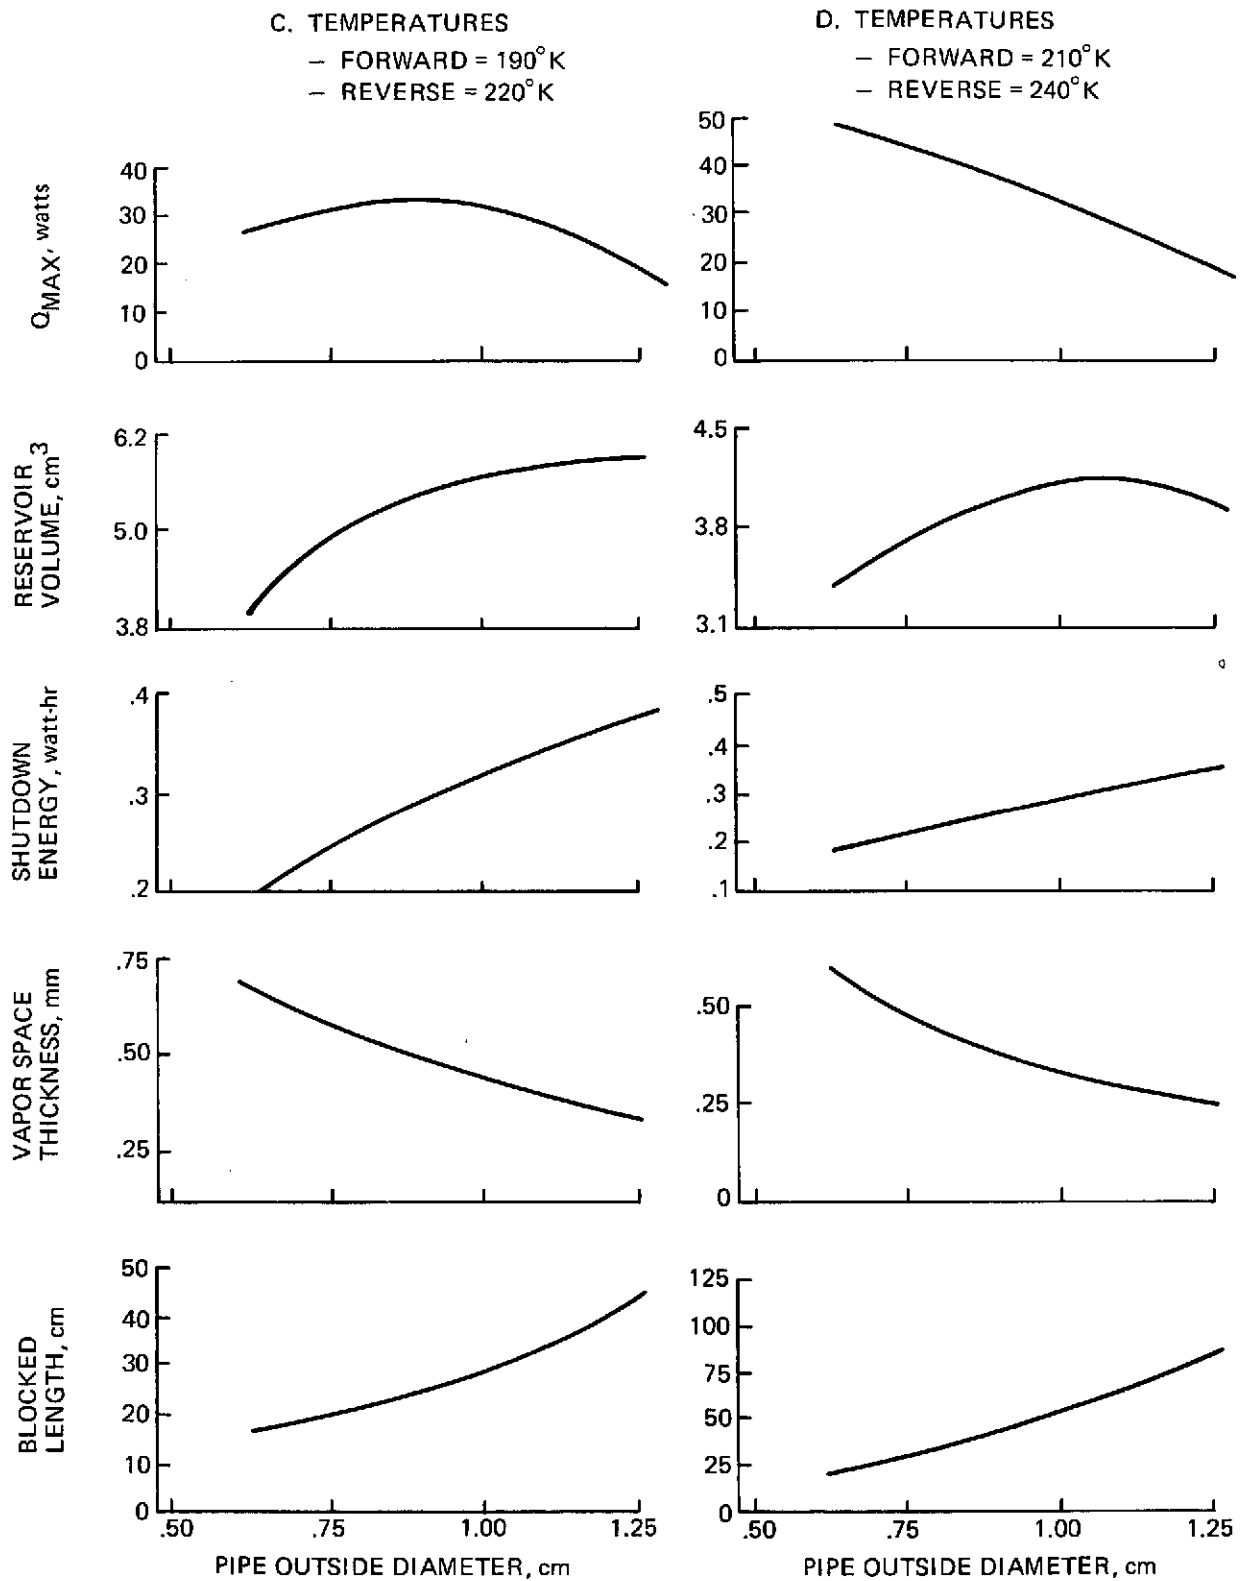 C. TEMPERATURES
– FORWARD = 190°K
– REVERSE = 220°K
D. TEMPERATURES
– FORWARD = 210°K
– REVERSE = 240°K
QMAX, watts
40
30
20
10
0
50
40
30
20
10
0
RESERVOIR
VOLUME, cm³
6.2
5.0
3.8
4.5
3.8
3.1
SHUTDOWN
ENERGY, watt-hr
.4
.3
.2
.5
.4
.3
.2
.1
VAPOR SPACE
THICKNESS, mm
.75
.50
.25
.50
.25
0
BLOCKED
LENGTH, cm
50
40
30
20
10
0
125
100
75
50
25
0
.50 .75 1.00 1.25
PIPE OUTSIDE DIAMETER, cm
.50 .75 1.00 1.25
PIPE OUTSIDE DIAMETER, cm